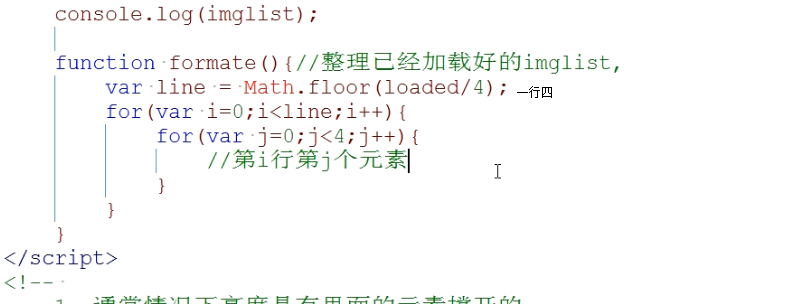 console.log(imglist);
function formate(){//整理已经加载好的imglist,
var line = Math.floor(loaded/4); 一行四
for(var i=0;i<line;i++){
for(var j=0;j<4;j++){
//第i行第j个元素
}
}
}
</script>
<!--
1、通常情况下高度是有里面的元素撑开的